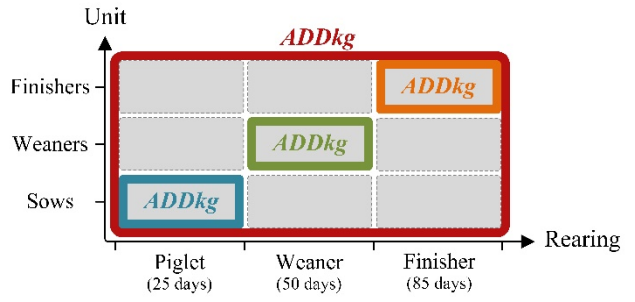 Unit
ADDkg
Finishers
ADDkg
Weaners
ADDkg
Sows
ADDkg
Rearing
Piglet Weaner Finisher
(25 days) (50 days) (85 days)